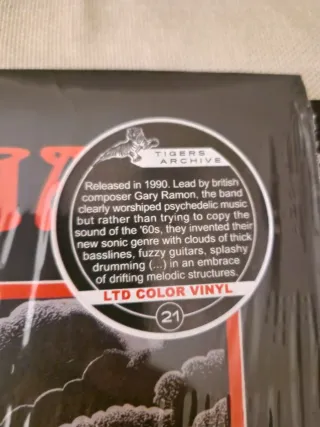 TIGERS
ARCHIVE
Released in 1990. Lead by british
composer Gary Ramon, the band
clearly worshiped psychedelic music
but rather than trying to copy the
sound of the '60s, they invented their
new sonic genre with clouds of thick
basslines, fuzzy guitars, splashy
drumming (...) in an embrace
of drifting melodic structures.
LTD COLOR VINYL
21